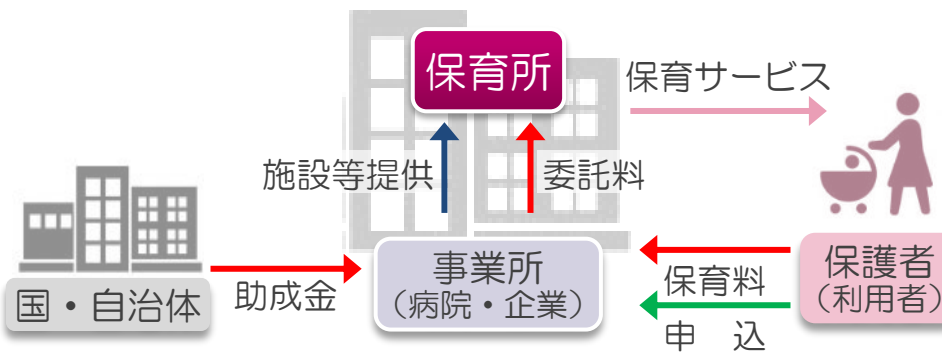 保育所
保育サービス
施設等提供
委託料
国・自治体
助成金
事業所
（病院・企業）
保育料
申　込
保護者
（利用者）